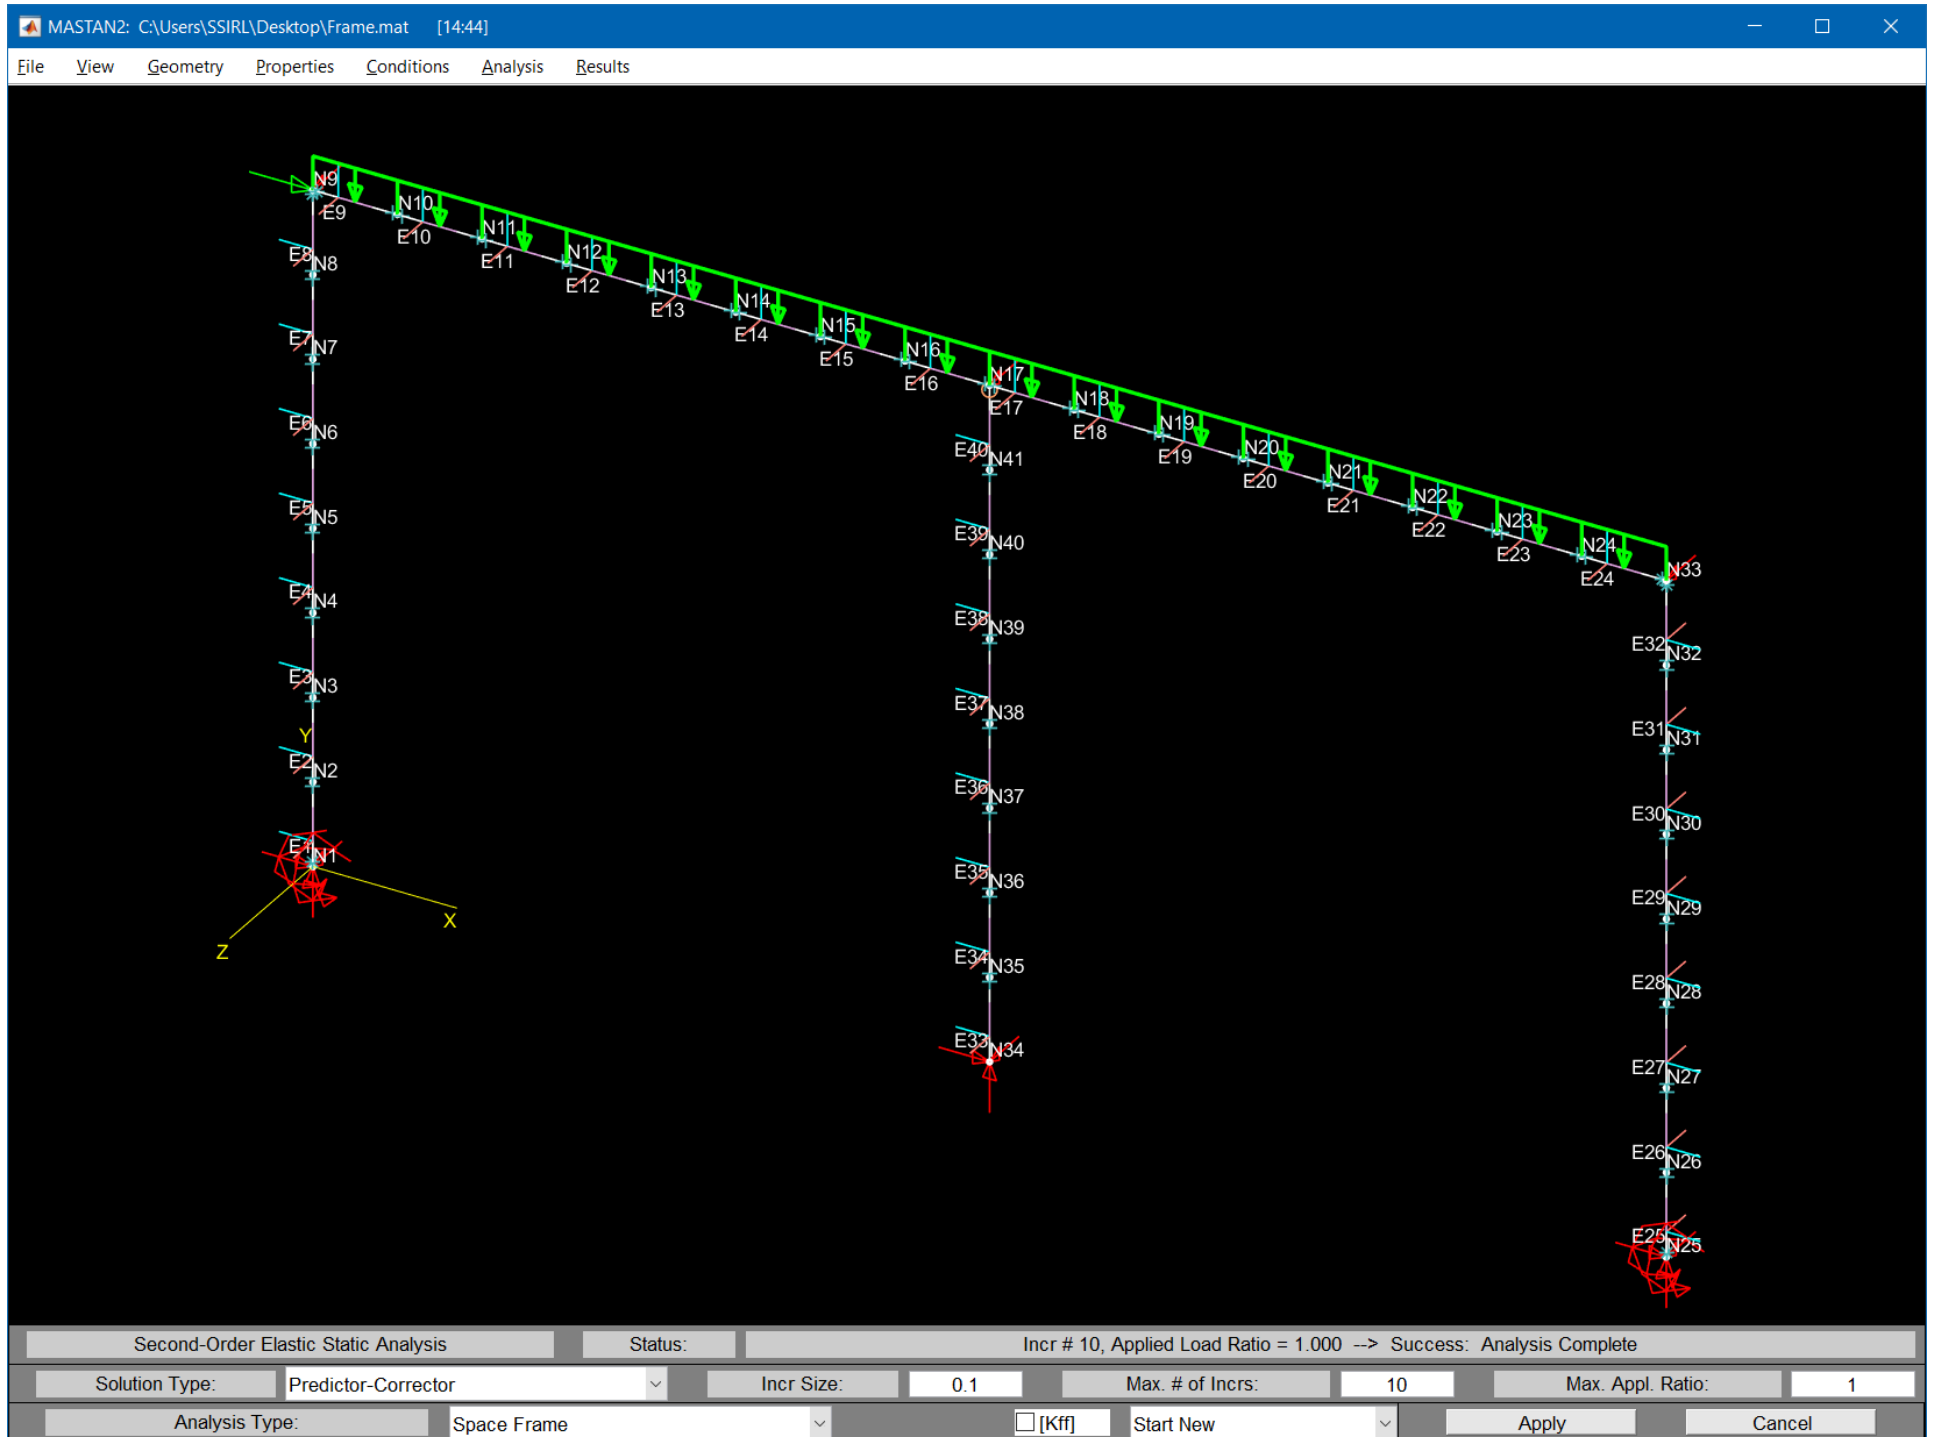 MASTAN2: C:\Users\SSIRL\Desktop\Frame.mat [14:44]
File View Geometry Properties Conditions Analysis Results
N9
E9
N10
E10
N11
E11
N12
E12
N13
E13
N14
E14
N15
E15
N16
E16
N17
E17
N18
E18
N19
E19
N20
E20
N21
E21
N22
E22
N23
E23
N24
E24
N33
E8 N8
E7 N7
E6 N6
E5 N5
E4 N4
E3 N3
Y
E2 N2
E1 N1
X
Z
E40 N41
E39 N40
E38 N39
E37 N38
E36 N37
E35 N36
E34 N35
E33 N34
E32 N32
E31 N31
E30 N30
E29 N29
E28 N28
E27 N27
E26 N26
E25 N25
Second-Order Elastic Static Analysis Status: Incr # 10, Applied Load Ratio = 1.000 --> Success: Analysis Complete
Solution Type: Predictor-Corrector Incr Size: 0.1 Max. # of Incrs: 10 Max. Appl. Ratio: 1
Analysis Type: Space Frame [Kff] Start New Apply Cancel